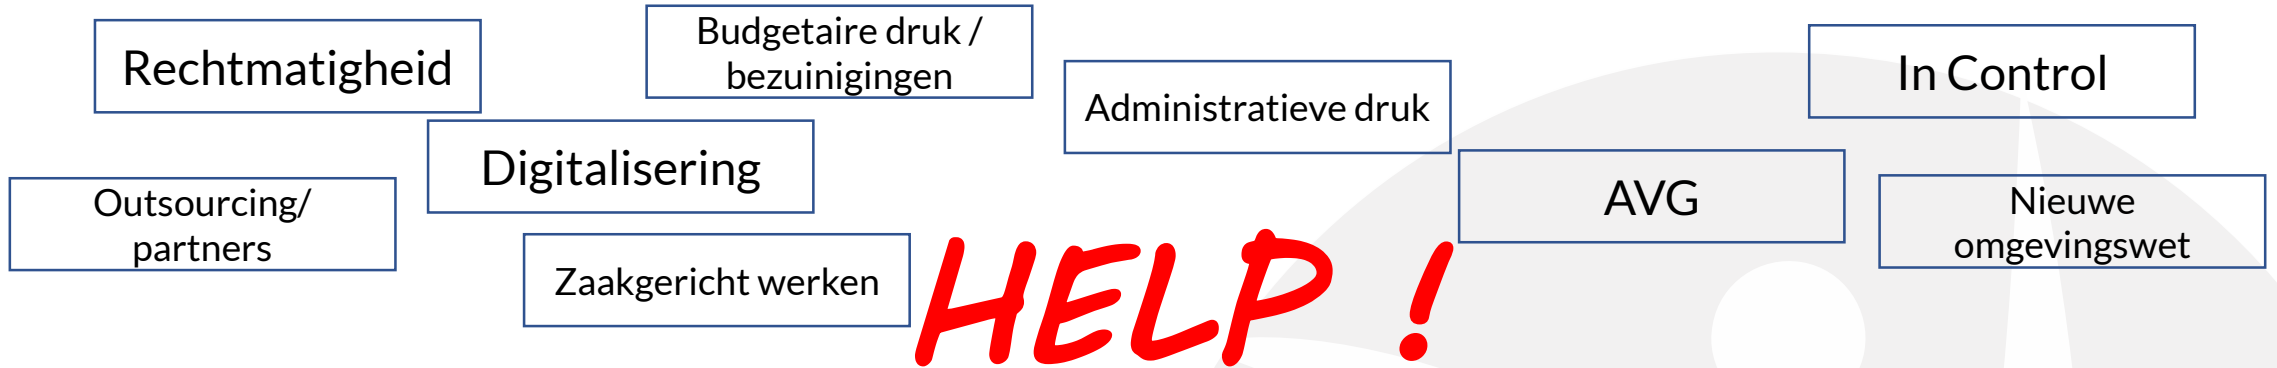 Rechtmatigheid
Budgetaire druk /
bezuinigingen
Administratieve druk
In Control
Digitalisering
AVG
Outsourcing/
partners
Nieuwe
omgevingswet
Zaakgericht werken
HELP !